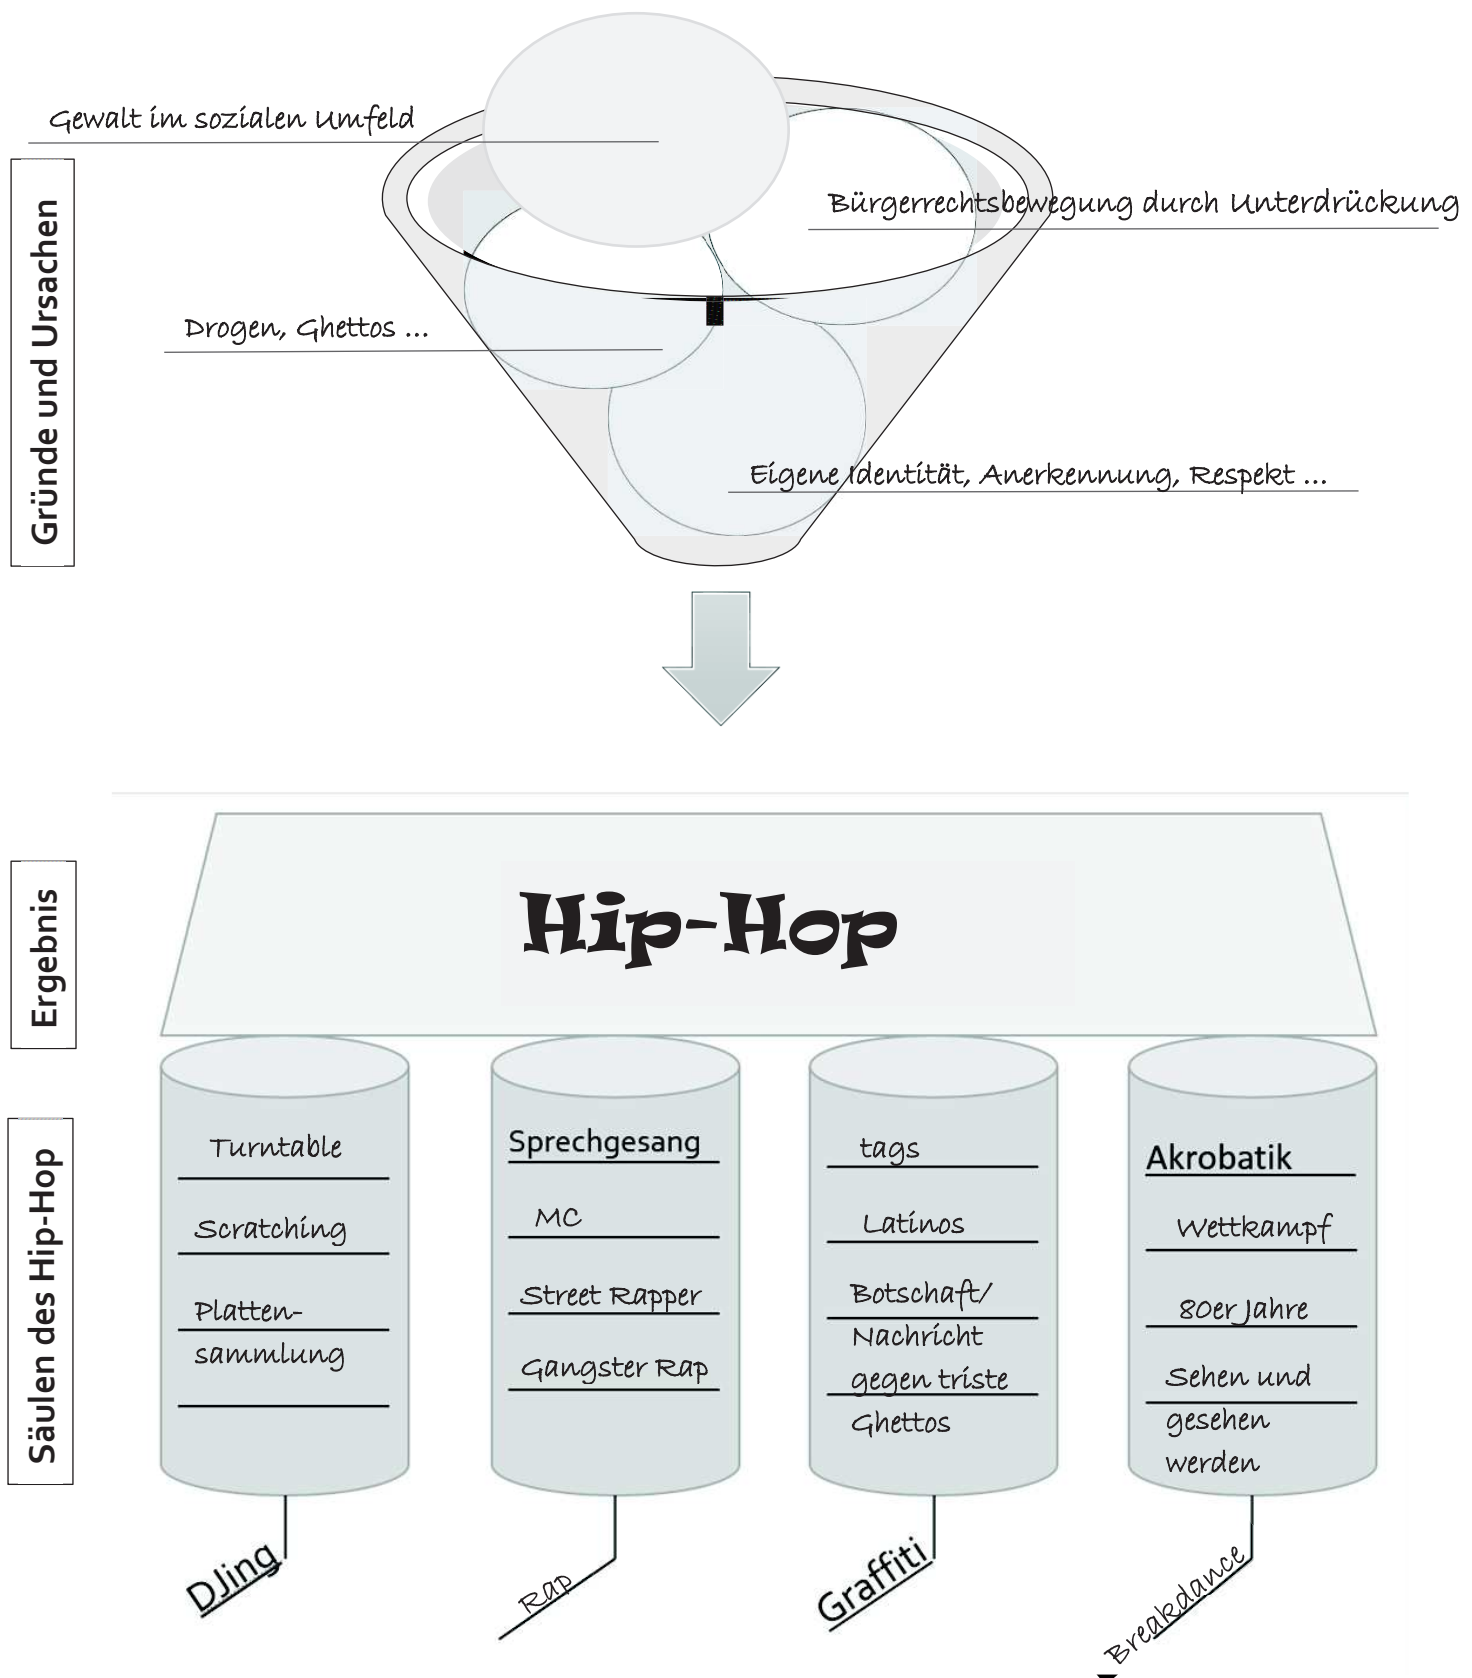 Gewalt im sozialen Umfeld
Bürgerrechtsbewegung durch Unterdrückung
Gründe und Ursachen
Drogen, Ghettos ...
Eigene Identität, Anerkennung, Respekt ...
Ergebnis
Hip-Hop
Säulen des Hip-Hop
Turntable
Scratching
Platten-
sammlung
DJing
Sprechgesang
MC
Street Rapper
Gangster Rap
Rap
tags
Latinos
Botschaft/
Nachricht
gegen triste
Ghettos
Graffiti
Akrobatik
Wettkampf
80er Jahre
Sehen und
gesehen
werden
Breakdance